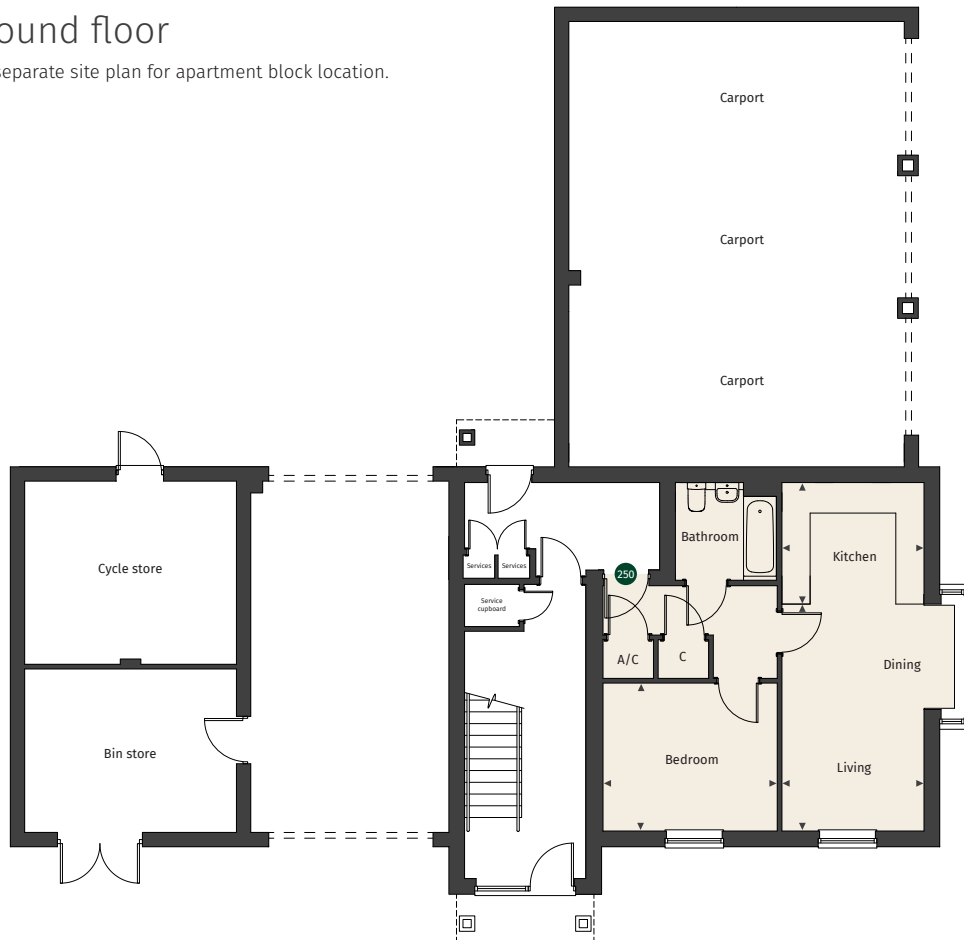 ound floor
separate site plan for apartment block location.
Carport
Carport
Carport
Cycle store
Bin store
Services
Services
Service
cupboard
250
Bathroom
Kitchen
A/C
C
Dining
Bedroom
Living